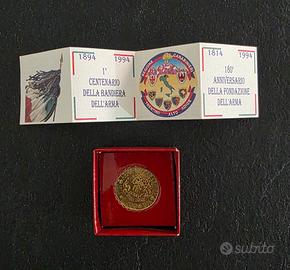 1894 1994
1°
CENTENARIO
DELLA BANDIERA
DELL'ARMA
1814 1994
180°
ANNIVERSARIO
DELLA FONDAZIONE
DELL'ARMA
subito